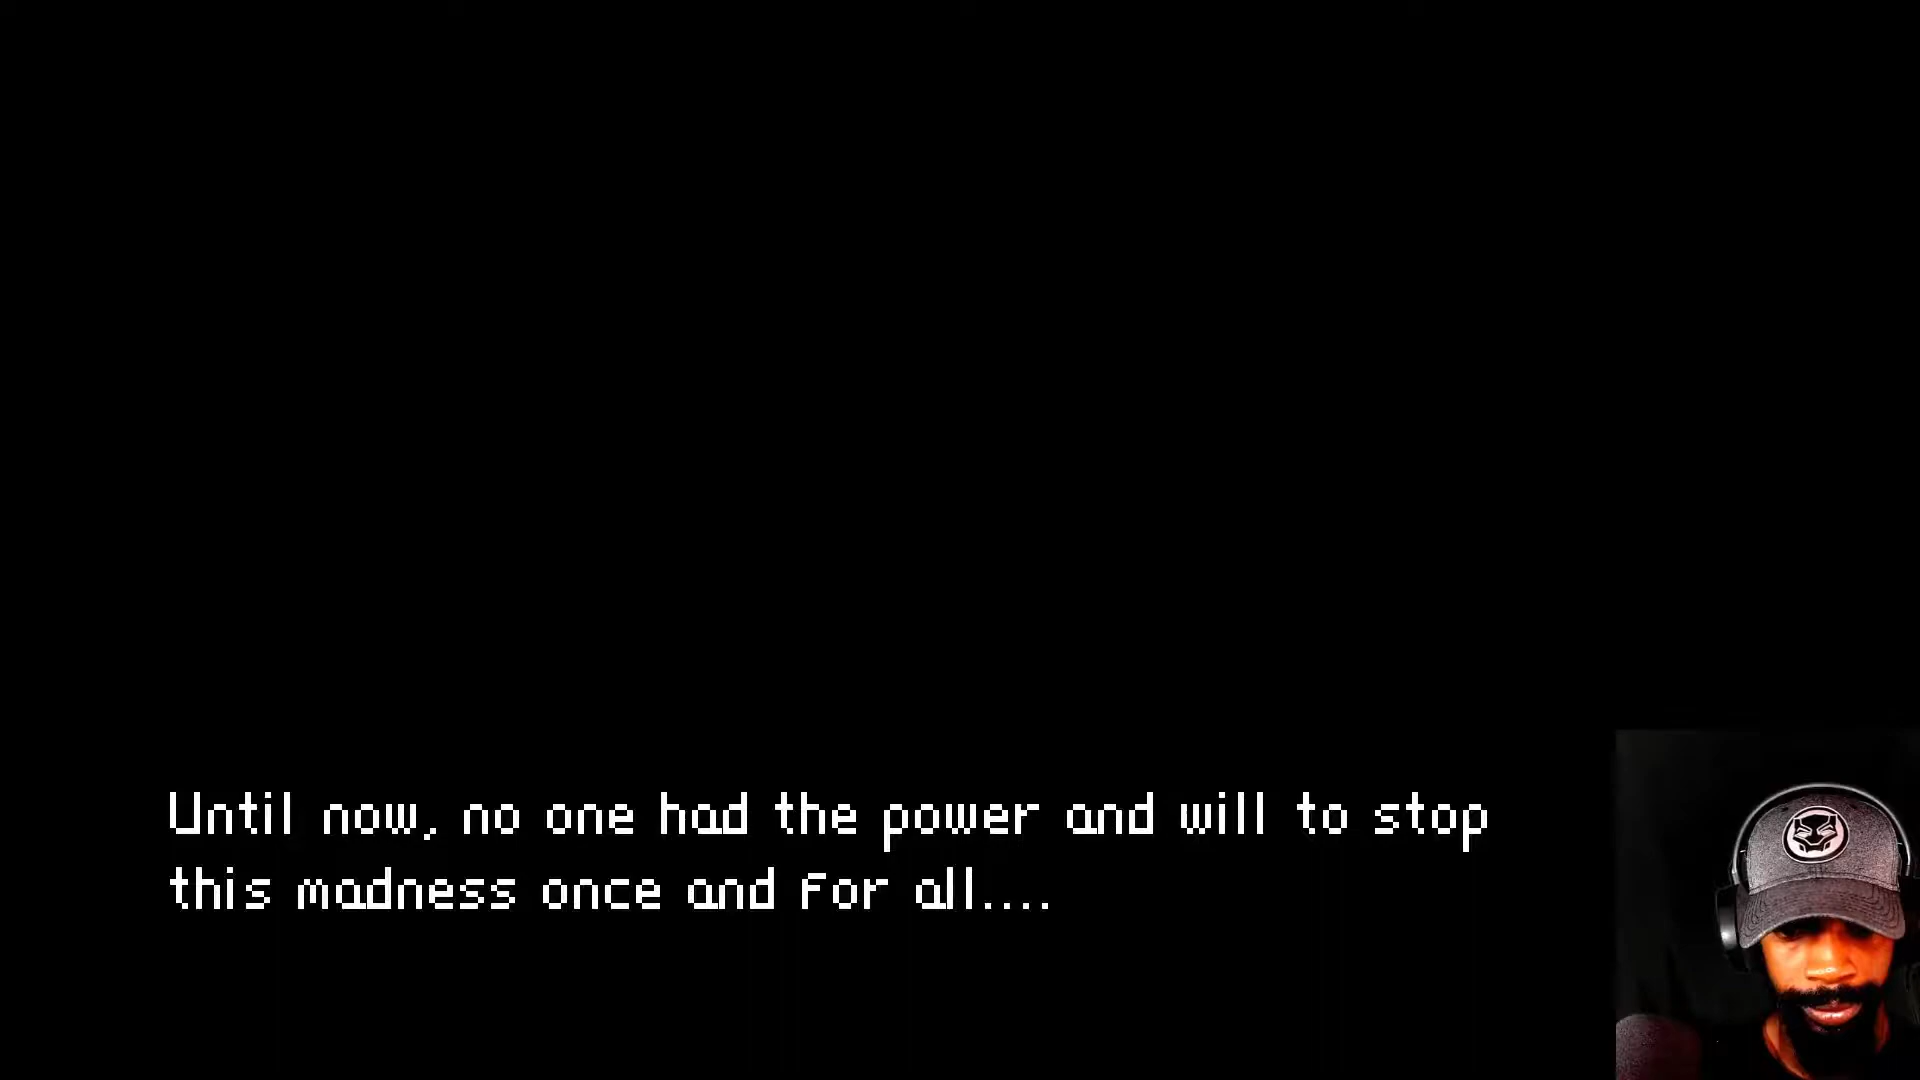 Until now, no one had the power and will to stop
this madness once and for all....